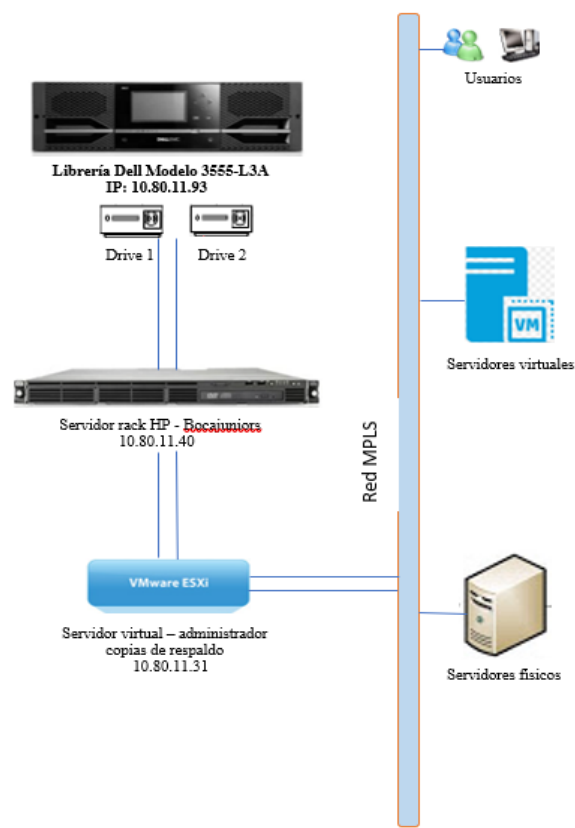 Usuarios
DELL
Librería Dell Modelo 3555-L3A
IP: 10.80.11.93
Drive 1
Drive 2
VM
Servidores virtuales
Servidor rack HP - Bocajuniors
10.80.11.40
Red MPLS
VMware ESXi
Servidor virtual – administrador
copias de respaldo
10.80.11.31
Servidores físicos